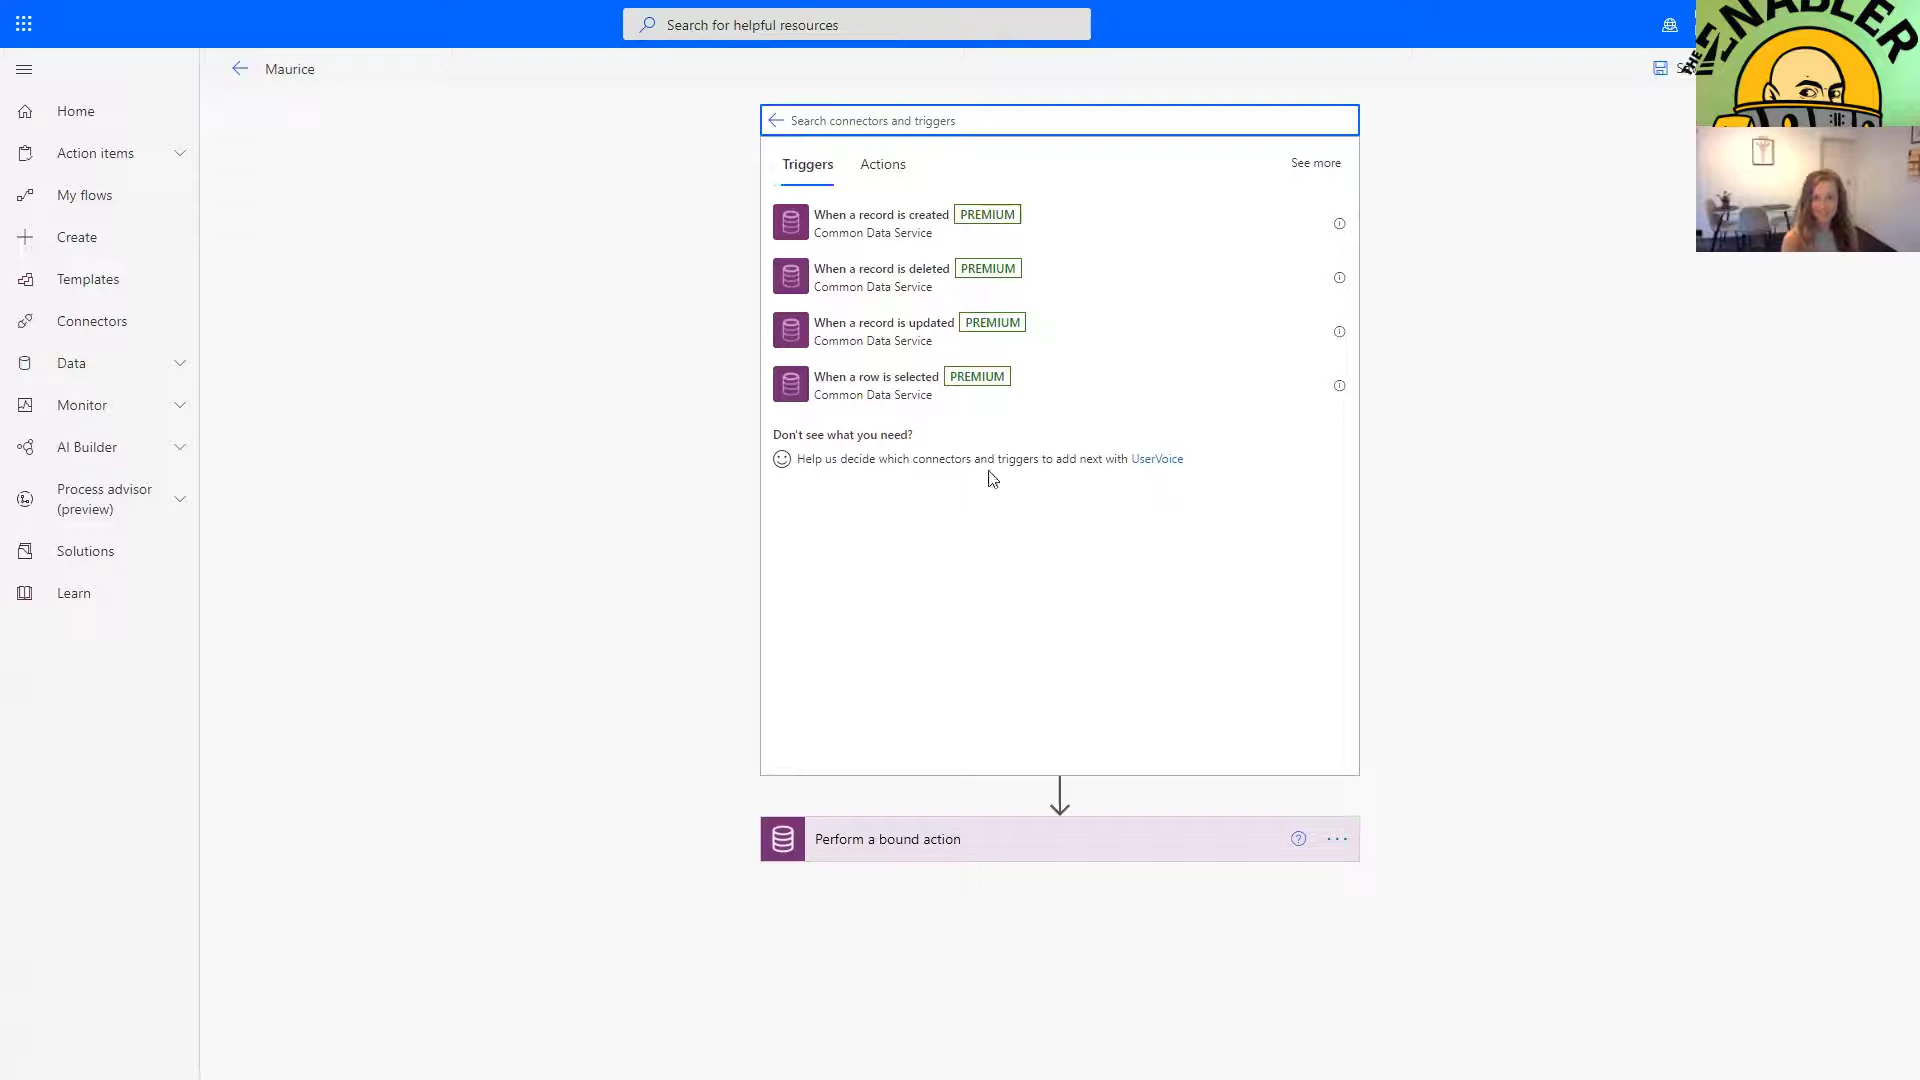 Search for helpful resources
THE ENABLER
Maurice
Home
Action items
My flows
Create
Templates
Connectors
Data
Monitor
AI Builder
Process advisor
(preview)
Solutions
Learn
Search connectors and triggers
Triggers
Actions
See more
When a record is created PREMIUM
Common Data Service
When a record is deleted PREMIUM
Common Data Service
When a record is updated PREMIUM
Common Data Service
When a row is selected PREMIUM
Common Data Service
Don't see what you need?
Help us decide which connectors and triggers to add next with UserVoice
Perform a bound action